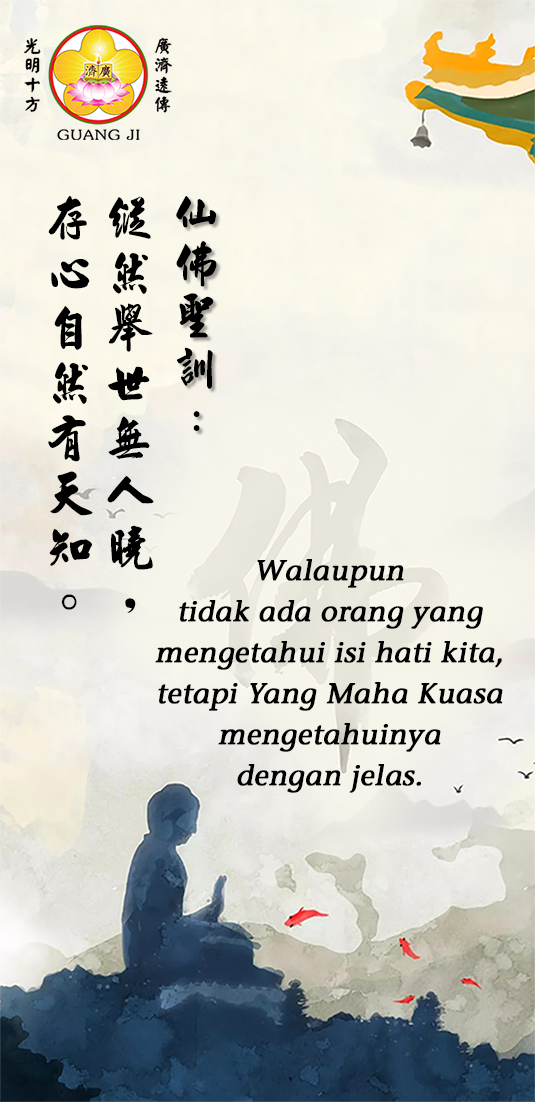 廣濟遠傳
光明十方
濟廣
GUANG JI
仙佛聖訓：
縱然舉世無人曉，
存心自然有天知。
佛
Walaupun
tidak ada orang yang
mengetahui isi hati kita,
tetapi Yang Maha Kuasa
mengetahuinya
dengan jelas.